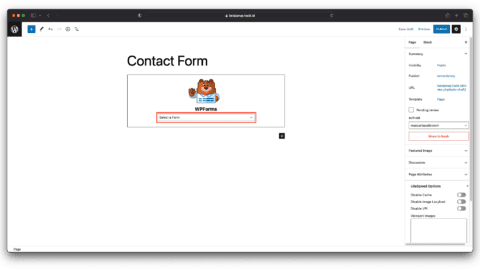 Save draft Preview Publish
Page Block
Contact Form
Summary
Visibility Public
Publish Immediately
URL
WPForms
Template Pages
Select a Form
Pending review
AUTHOR
Move to trash
Featured Image
Discussion
Page Attributes
LiteSpeed Options
Disable Cache
Disable Image Lazyload
Disable VPI
Viewport Images
Page